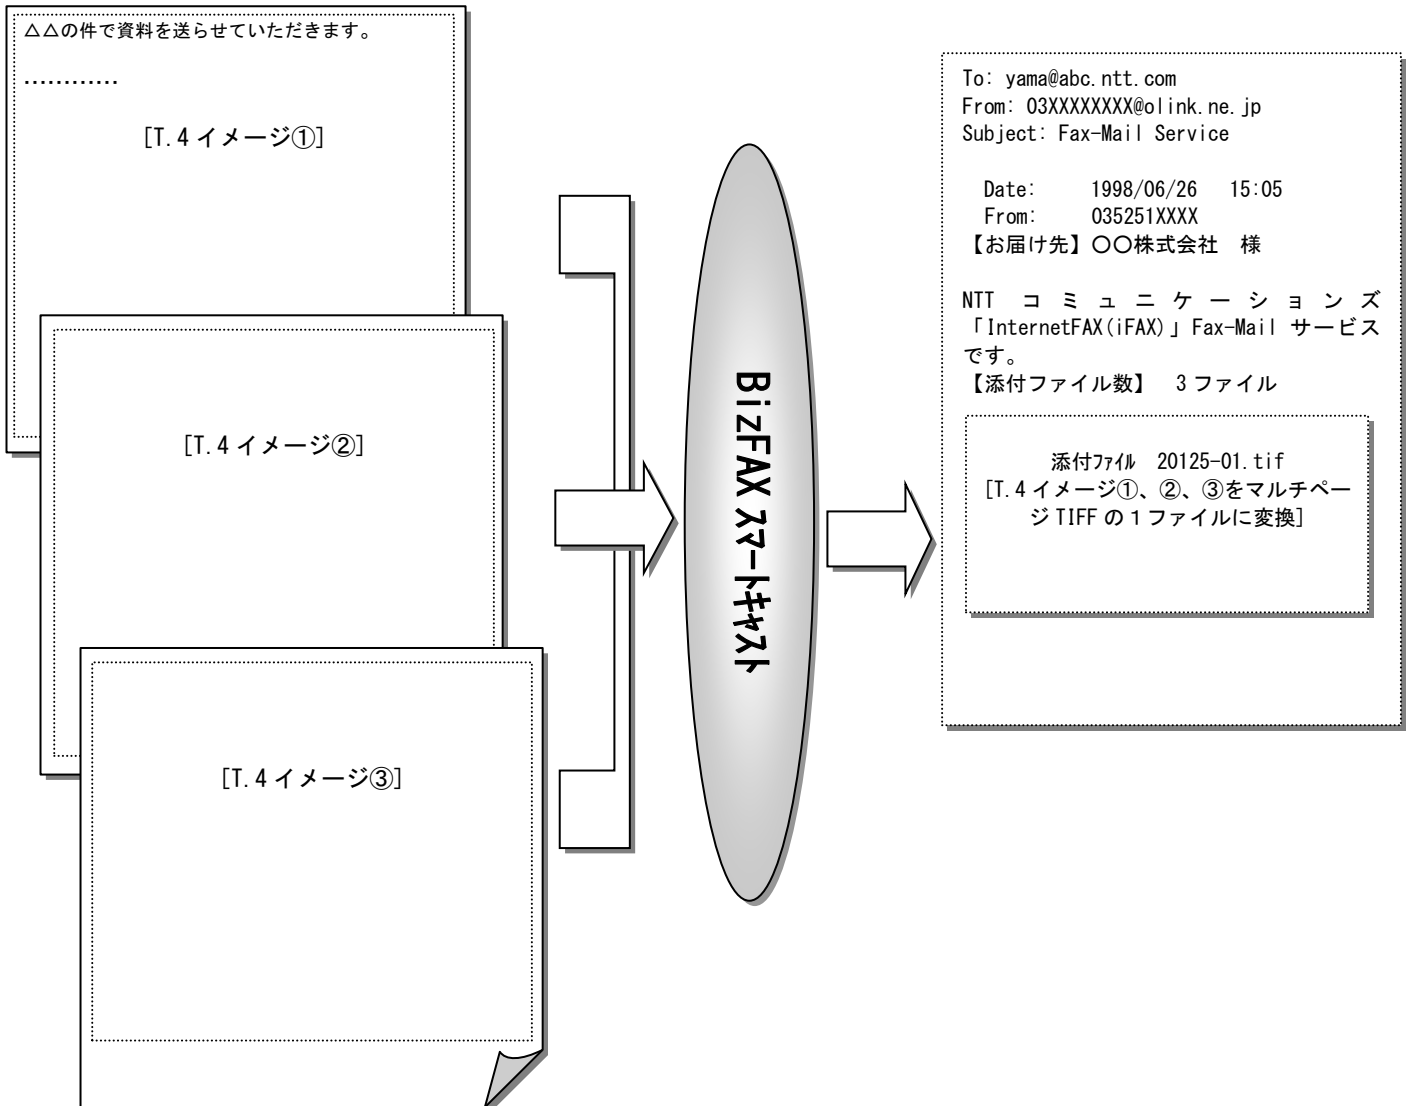 △△の件で資料を送らせていただきます。
…………
[T.4 イメージ①]
[T.4 イメージ②]
[T.4 イメージ③]
BizFAX スマートキャスト
To: yama@abc.ntt.com
From: 03XXXXXXXX@olink.ne.jp
Subject: Fax-Mail Service
Date: 1998/06/26 15:05
From: 035251XXXX
【お届け先】〇〇株式会社 様
NTT コミュニケーションズ
「InternetFAX(iFAX)」Fax-Mail サービス
です。
【添付ファイル数】 3 ファイル
添付ファイル 20125-01.tif
[T.4 イメージ①、②、③をマルチペー
ジ TIFF の１ファイルに変換]